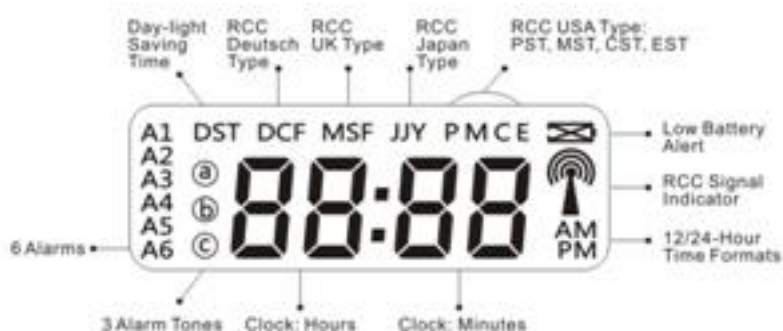 Day-light
Saving
Time
RCC
Deutsch
Type
RCC
UK Type
RCC
Japan
Type
RCC USA Type:
PST, MST, CST, EST
A1 DST DCF MSF JJY P M C E
A2
A3 ⓐ
A4
A5 ⓑ
A6 ⓒ
88:88
AM
PM
Low Battery
Alert
RCC Signal
Indicator
12/24-Hour
Time Formats
6 Alarms
3 Alarm Tones
Clock: Hours
Clock: Minutes